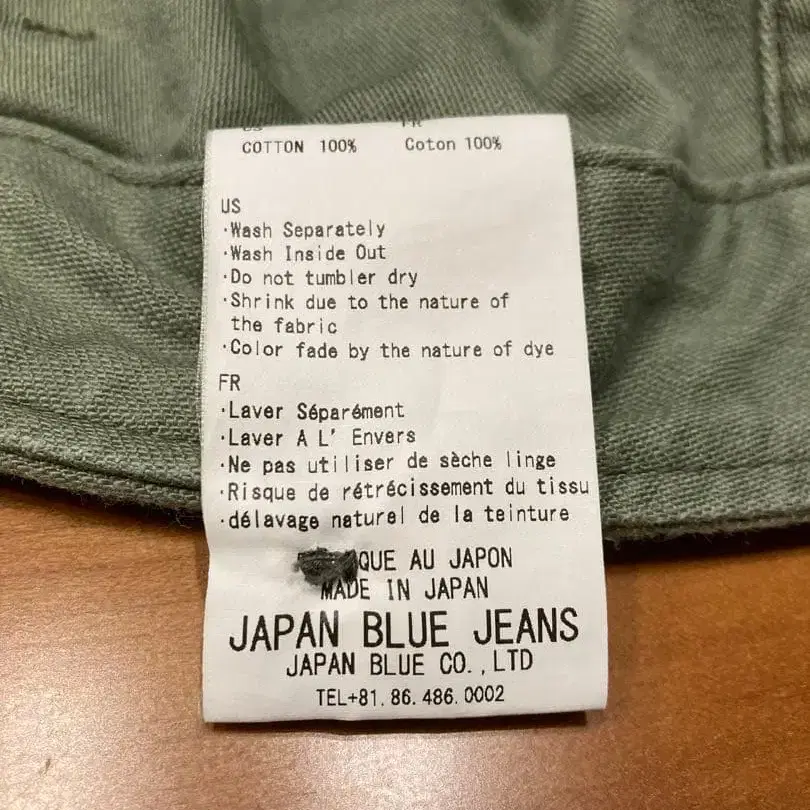 COTTON 100% Coton 100%
US
·Wash Separately
·Wash Inside Out
·Do not tumbler dry
·Shrink due to the nature of
the fabric
·Color fade by the nature of dye
FR
·Laver Séparément
·Laver A L' Envers
·Ne pas utiliser de sèche linge
·Risque de rétrécissement du tissu
·délavage naturel de la teinture
QUE AU JAPON
MADE IN JAPAN
JAPAN BLUE JEANS
JAPAN BLUE CO.,LTD
TEL+81.86.486.0002